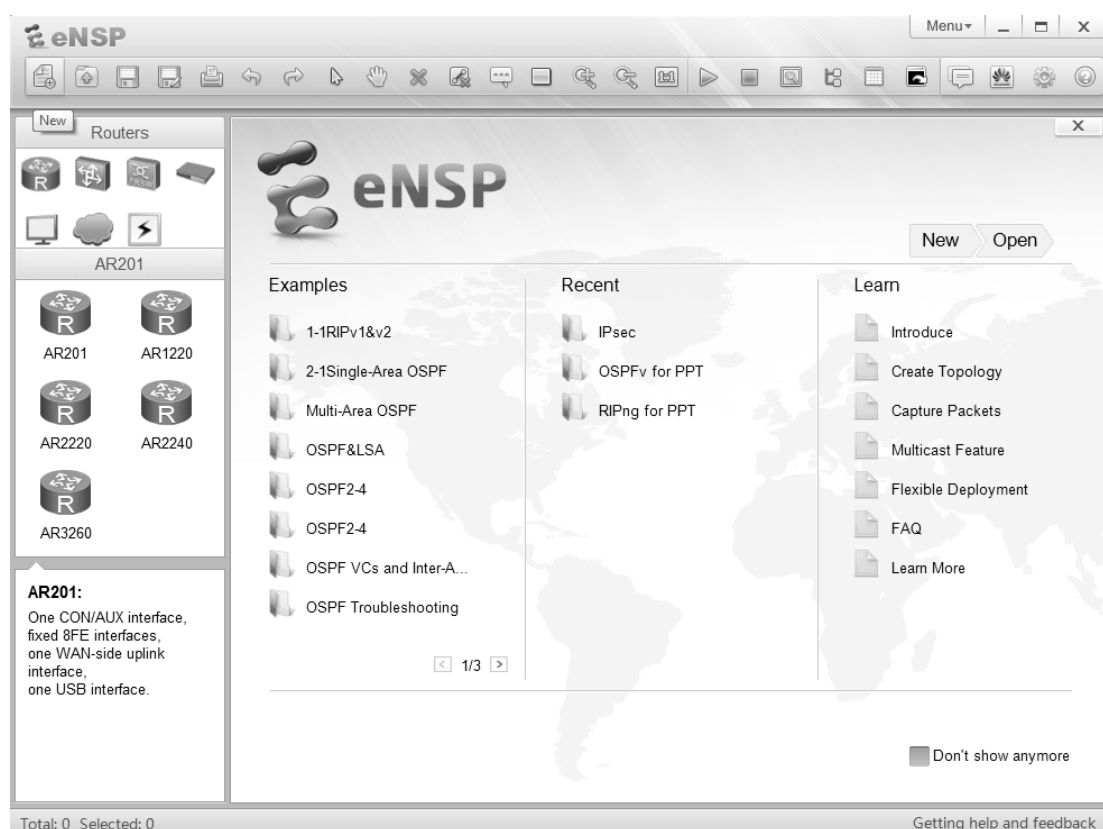 eNSP
Menu
1:1
New
Routers
R
TRSW
AR201
R
R
AR201
AR1220
R
R
AR2220
AR2240
R
AR3260
AR201:
One CON/AUX interface,
fixed 8FE interfaces,
one WAN-side uplink
interface,
one USB interface.
X
eNSP
New
Open
Examples
1-1RIPv1&v2
2-1Single-Area OSPF
Multi-Area OSPF
OSPF&LSA
OSPF2-4
OSPF2-4
OSPF VCs and Inter-A...
OSPF Troubleshooting
< 1/3 >
Recent
IPsec
OSPFv for PPT
RIPng for PPT
Learn
Introduce
Create Topology
Capture Packets
Multicast Feature
Flexible Deployment
FAQ
Learn More
Don't show anymore
Total: 0 Selected: 0
Getting help and feedback